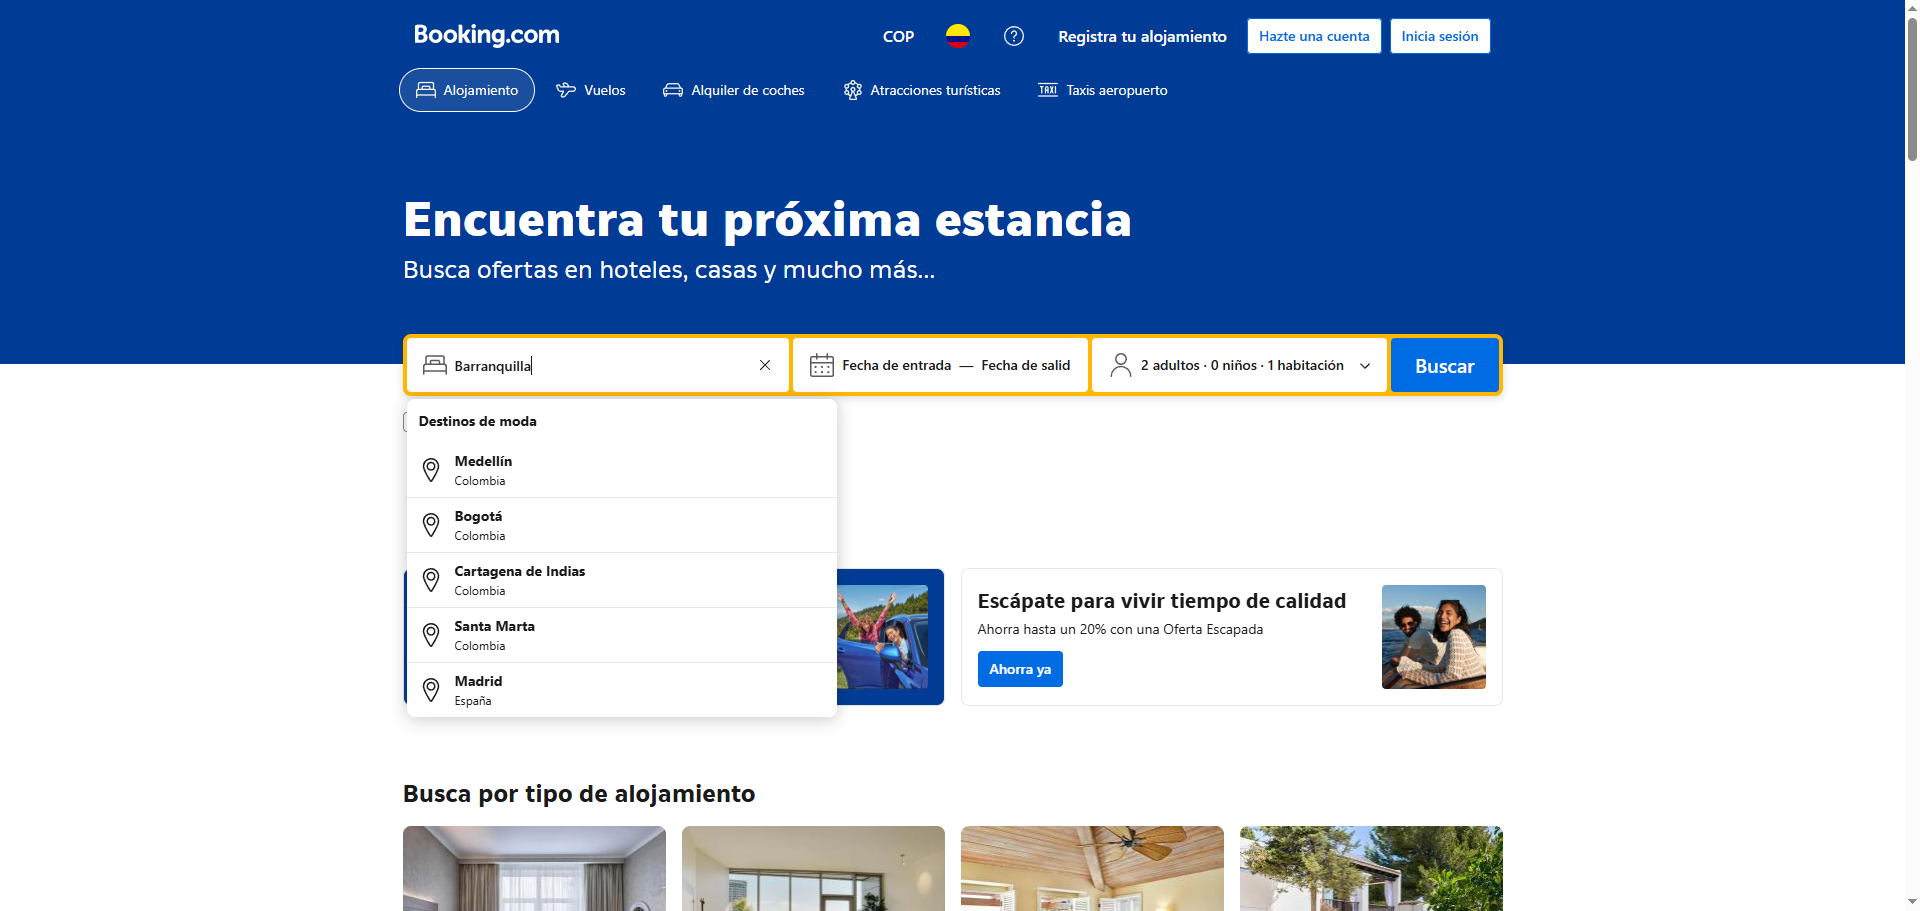 Booking.com
COP
Registra tu alojamiento
Hazte una cuenta
Inicia sesión
Alojamiento
Vuelos
Alquiler de coches
Atracciones turísticas
TAXI
Taxis aeropuerto
Encuentra tu próxima estancia
Busca ofertas en hoteles, casas y mucho más...
Barranquilla
Fecha de entrada — Fecha de salid
2 adultos · 0 niños · 1 habitación
Buscar
Destinos de moda
Medellín
Colombia
Bogotá
Colombia
Cartagena de Indias
Colombia
Santa Marta
Colombia
Madrid
España
Escápate para vivir tiempo de calidad
Ahorra hasta un 20% con una Oferta Escapada
Ahorra ya
Busca por tipo de alojamiento